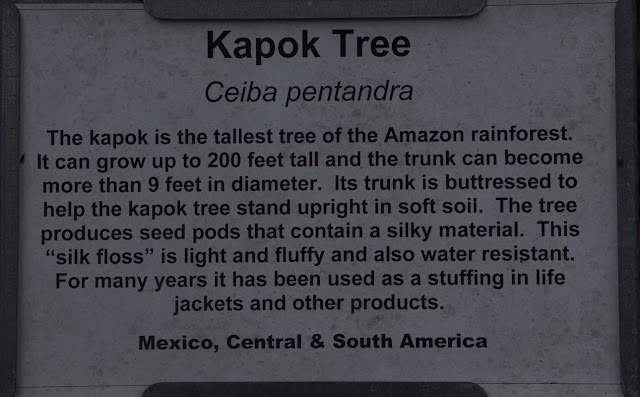 Kapok Tree
Ceiba pentandra
The kapok is the tallest tree of the Amazon rainforest.
It can grow up to 200 feet tall and the trunk can become
more than 9 feet in diameter. Its trunk is buttressed to
help the kapok tree stand upright in soft soil. The tree
produces seed pods that contain a silky material. This
“silk floss” is light and fluffy and also water resistant.
For many years it has been used as a stuffing in life
jackets and other products.
Mexico, Central & South America